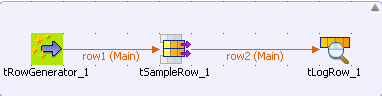 row1 (Main)
row2 (Main)
tRowGenerator_1
tSampleRow_1
tLogRow_1